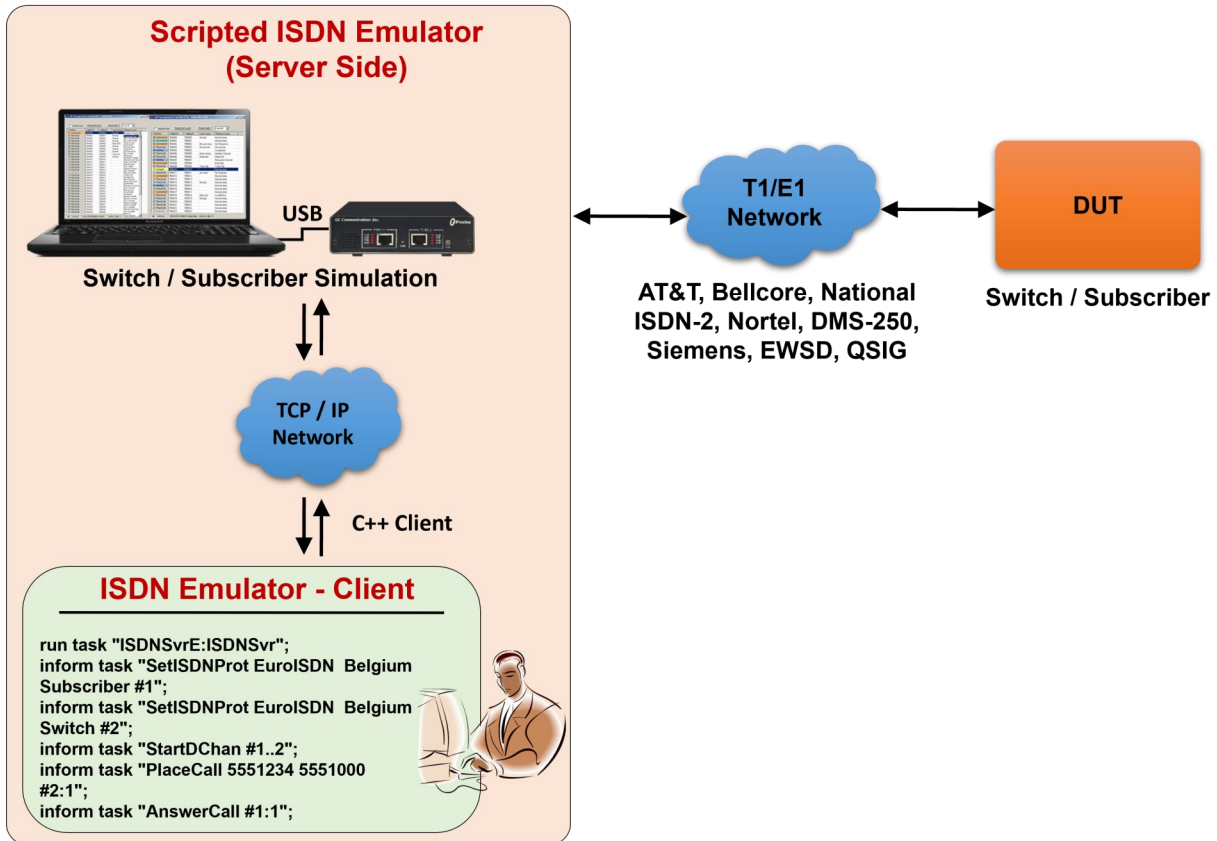 Scripted ISDN Emulator
(Server Side)
USB
GL Communications Inc.
Switch / Subscriber Simulation
TCP / IP
Network
C++ Client
ISDN Emulator - Client
run task "ISDNSvrE:ISDNSvr";
inform task "SetISDNProt EuroISDN Belgium
Subscriber #1";
inform task "SetISDNProt EuroISDN Belgium
Switch #2";
inform task "StartDChan #1..2";
inform task "PlaceCall 5551234 5551000
#2:1";
inform task "AnswerCall #1:1";
T1/E1
Network
AT&T, Bellcore, National
ISDN-2, Nortel, DMS-250,
Siemens, EWSD, QSIG
DUT
Switch / Subscriber